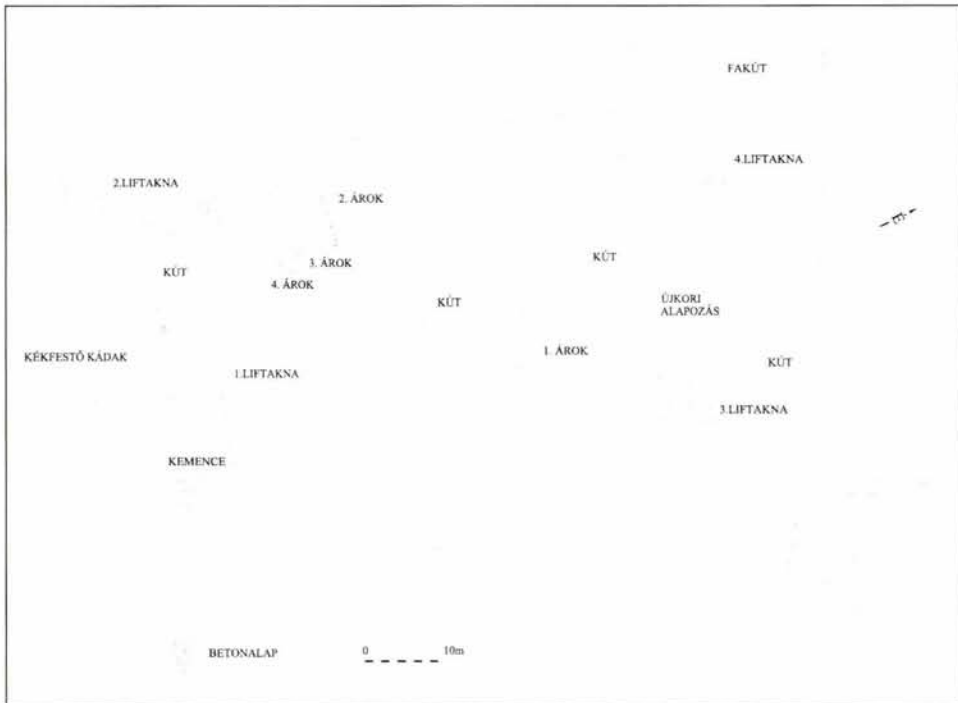 FAKÚT
4.LIFTAKNA
2.LIFTAKNA
2. ÁROK
É
KÚT
3. ÁROK
KÚT
4. ÁROK
KÚT
ÚJKORI
ALAPOZÁS
1. ÁROK
KÉKFESTŐ KÁDAK
KÚT
1.LIFTAKNA
3.LIFTAKNA
KEMENCE
BETONALAP
0 10m